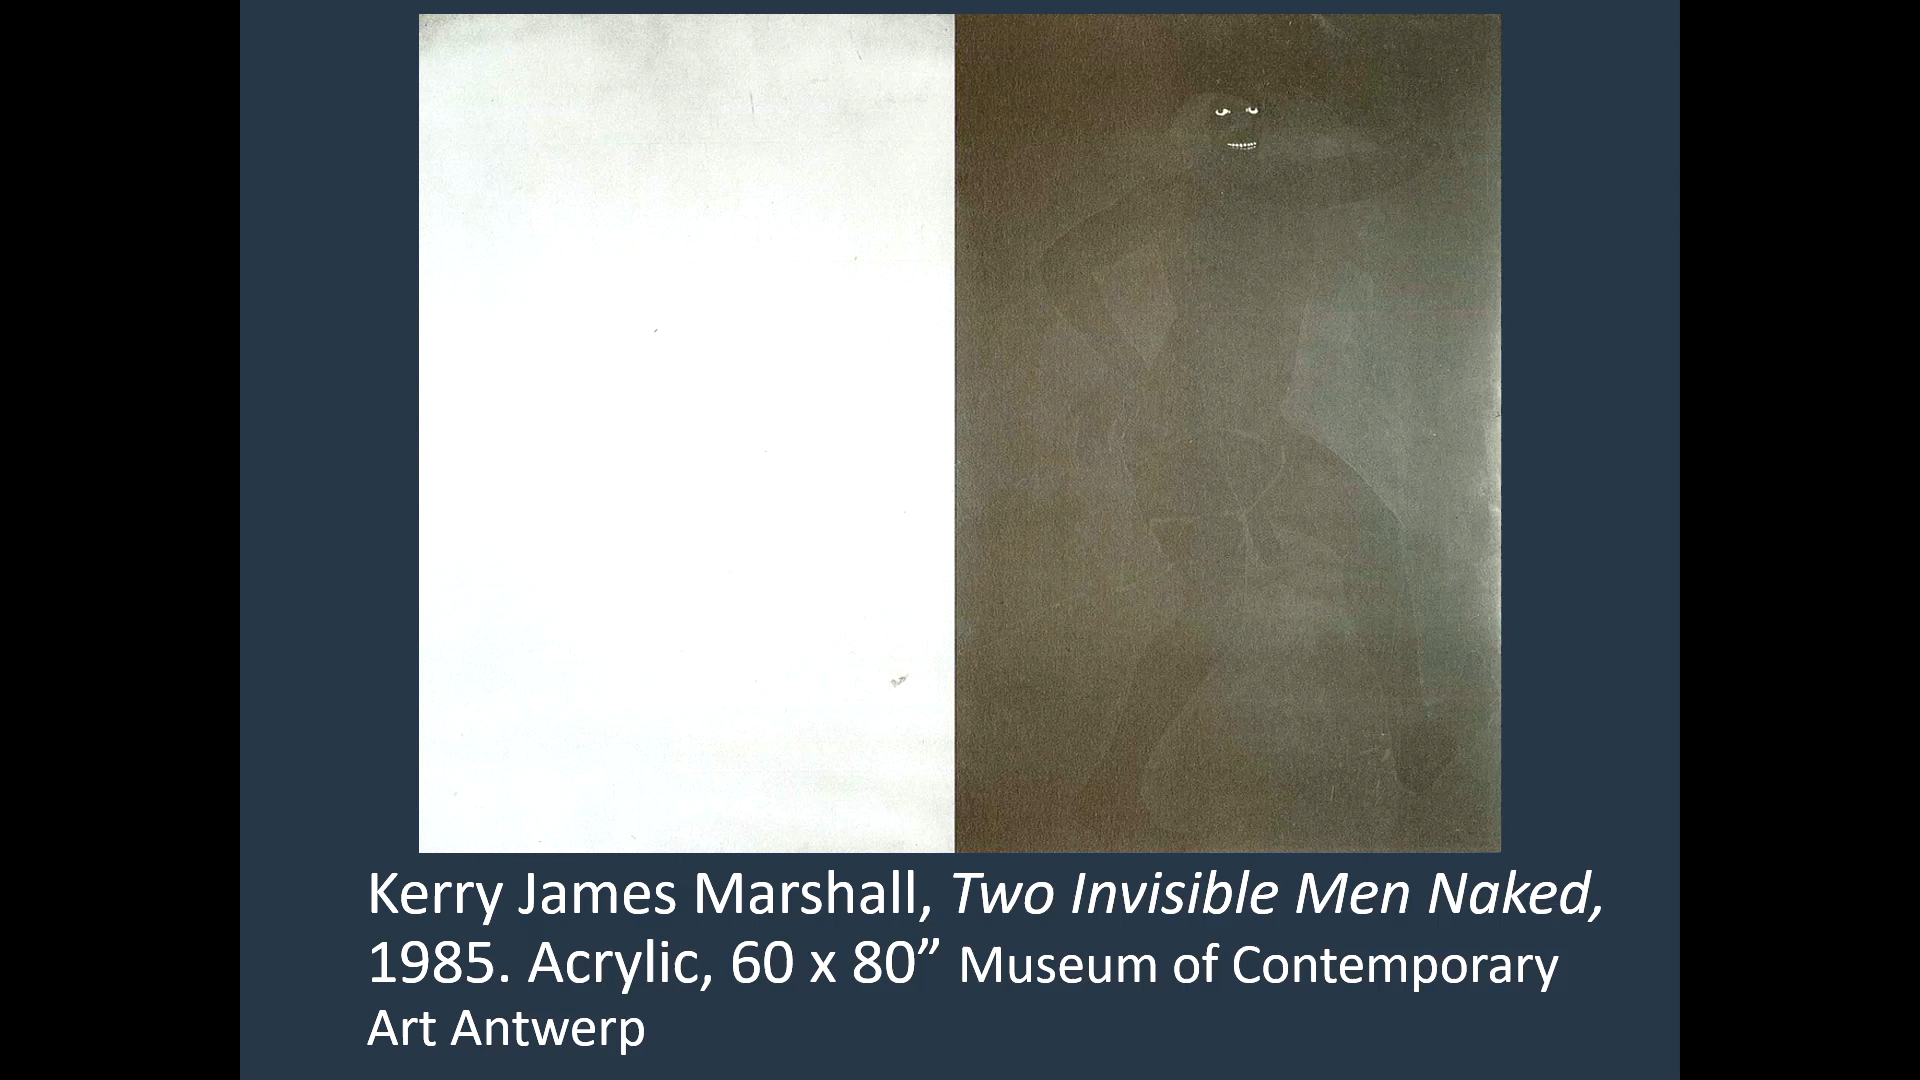 Kerry James Marshall, Two Invisible Men Naked,
1985. Acrylic, 60 x 80” Museum of Contemporary
Art Antwerp